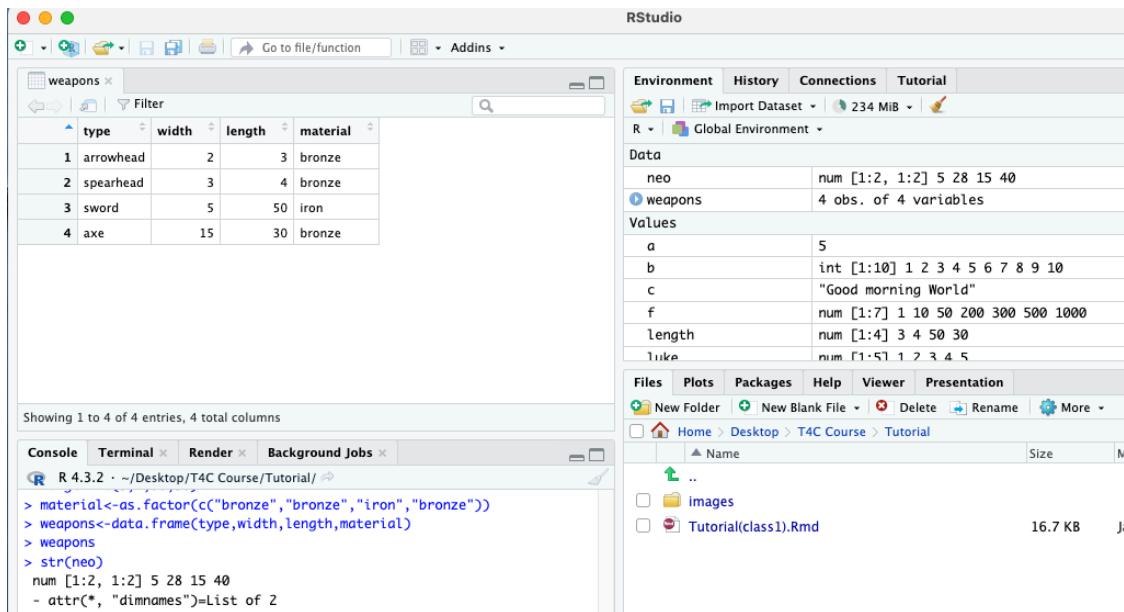 RStudio
Go to file/function
Addins
weapons
Filter
type width length material
1 arrowhead 2 3 bronze
2 spearhead 3 4 bronze
3 sword 5 50 iron
4 axe 15 30 bronze
Showing 1 to 4 of 4 entries, 4 total columns
Console Terminal Render Background Jobs
R 4.3.2 · ~/Desktop/T4C Course/Tutorial/
> material<-as.factor(c("bronze","bronze","iron","bronze"))
> weapons<-data.frame(type,width,length,material)
> weapons
> str(neo)
num [1:2, 1:2] 5 28 15 40
- attr(*, "dimnames")=List of 2
Environment History Connections Tutorial
Import Dataset 234 MiB
R Global Environment
Data
neo num [1:2, 1:2] 5 28 15 40
weapons 4 obs. of 4 variables
Values
a 5
b int [1:10] 1 2 3 4 5 6 7 8 9 10
c "Good morning World"
f num [1:7] 1 10 50 200 300 500 1000
length num [1:4] 3 4 50 30
luke num [1:5] 1 2 3 4 5
Files Plots Packages Help Viewer Presentation
New Folder New Blank File Delete Rename More
Home > Desktop > T4C Course > Tutorial
Name Size M
..
images
Tutorial(class1).Rmd 16.7 KB